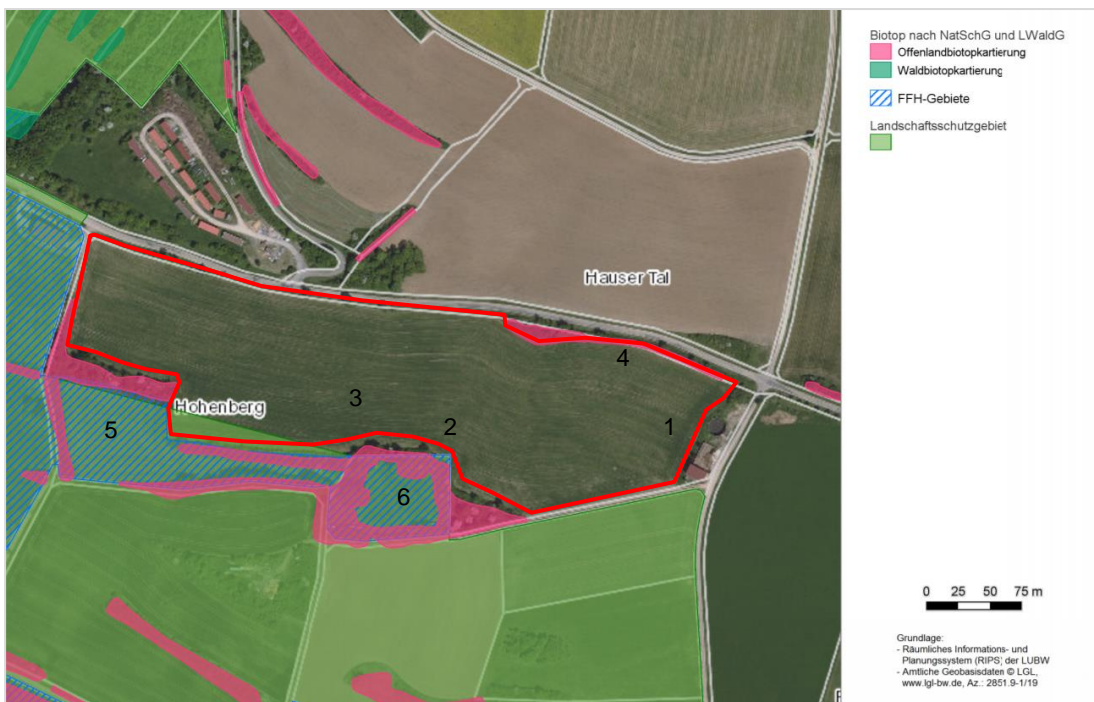 Biotop nach NatSchG und LWaldG
Offenlandbiotopkartierung
Waldbiotopkartierung
FFH-Gebiete
Landschaftsschutzgebiet
Hauser Tal
4
3
Hohenberg
2
1
5
6
0 25 50 75 m
Grundlage:
- Räumliches Informations- und
Planungssystem (RIPS) der LUBW
- Amtliche Geobasisdaten © LGL,
www.lgl-bw.de, Az.: 2851.9-1/19